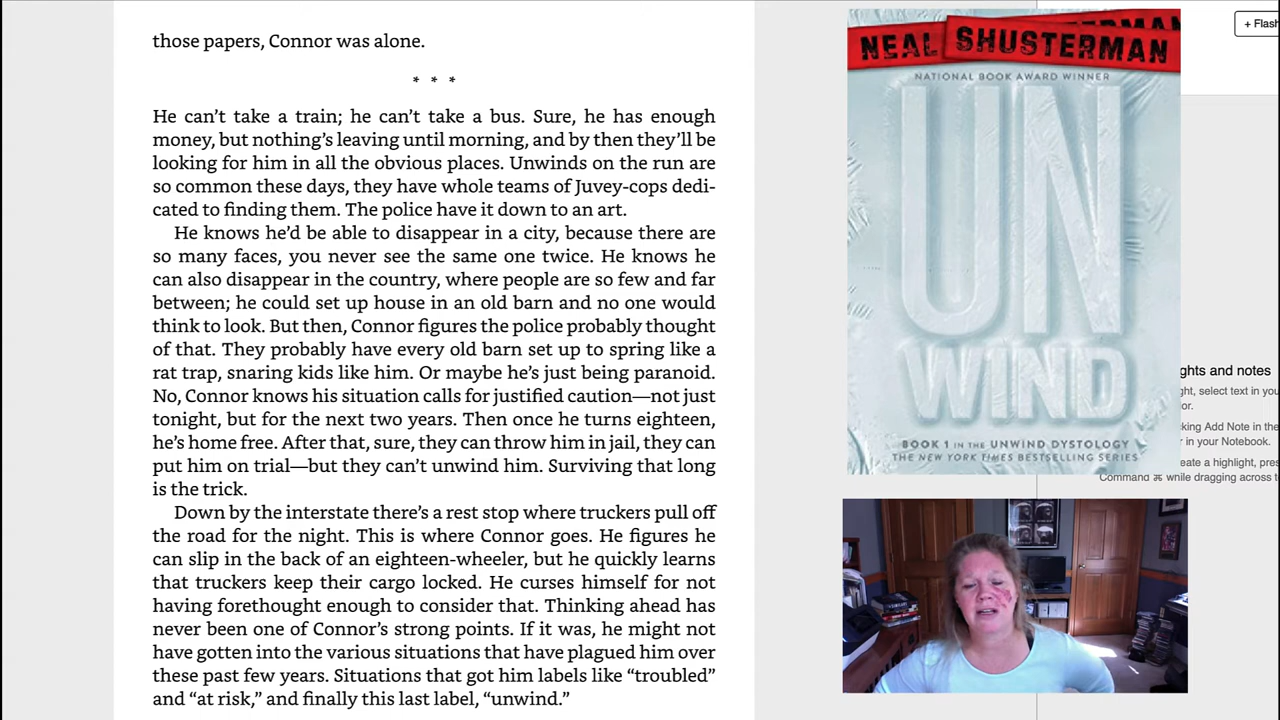 those papers, Connor was alone.
* * *
He can’t take a train; he can’t take a bus. Sure, he has enough
money, but nothing’s leaving until morning, and by then they’ll be
looking for him in all the obvious places. Unwinds on the run are
so common these days, they have whole teams of Juvey-cops dedi-
cated to finding them. The police have it down to an art.
He knows he’d be able to disappear in a city, because there are
so many faces, you never see the same one twice. He knows he
can also disappear in the country, where people are so few and far
between; he could set up house in an old barn and no one would
think to look. But then, Connor figures the police probably thought
of that. They probably have every old barn set up to spring like a
rat trap, snaring kids like him. Or maybe he’s just being paranoid.
No, Connor knows his situation calls for justified caution—not just
tonight, but for the next two years. Then once he turns eighteen,
he’s home free. After that, sure, they can throw him in jail, they can
put him on trial—but they can’t unwind him. Surviving that long
is the trick.
Down by the interstate there’s a rest stop where truckers pull off
the road for the night. This is where Connor goes. He figures he
can slip in the back of an eighteen-wheeler, but he quickly learns
that truckers keep their cargo locked. He curses himself for not
having forethought enough to consider that. Thinking ahead has
never been one of Connor’s strong points. If it was, he might not
have gotten into the various situations that have plagued him over
these past few years. Situations that got him labels like “troubled”
and “at risk,” and finally this last label, “unwind.”
NEAL SHUSTERMAN
NATIONAL BOOK AWARD WINNER
UN
WIND
BOOK 1 IN THE UNWIND DYSTOLOGY
THE NEW YORK TIMES BESTSELLING SERIES
+ Flash
ghts and notes
ght, select text in you
or.
cking Add Note in the
r in your Notebook.
eate a highlight, pres
Command ⌘ while dragging across t